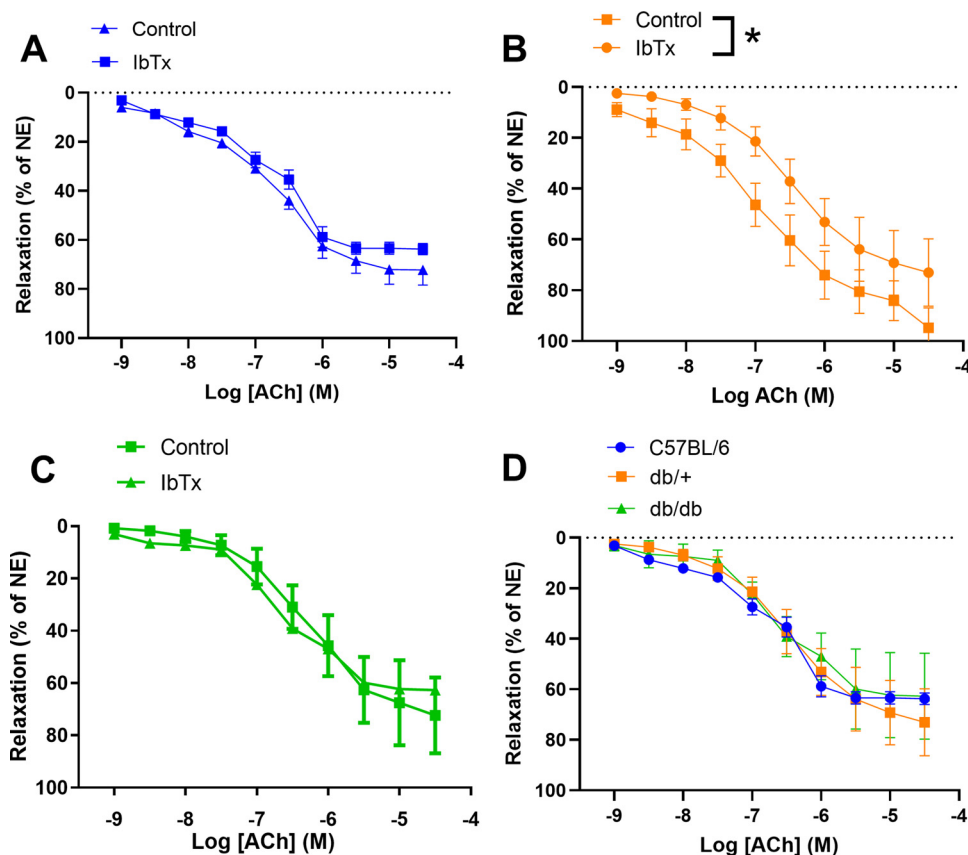 A
Control
IbTx
Relaxation (% of NE)
0
20
40
60
80
100
-9
-8
-7
-6
-5
-4
Log [ACh] (M)
B
Control
IbTx
*
Relaxation (% of NE)
0
20
40
60
80
100
-9
-8
-7
-6
-5
-4
Log ACh (M)
C
Control
IbTx
Relaxation (% of NE)
0
20
40
60
80
100
-9
-8
-7
-6
-5
-4
Log [ACh] (M)
D
C57BL/6
db/+
db/db
Relaxation (% of NE)
0
20
40
60
80
100
-9
-8
-7
-6
-5
-4
Log [ACh] (M)